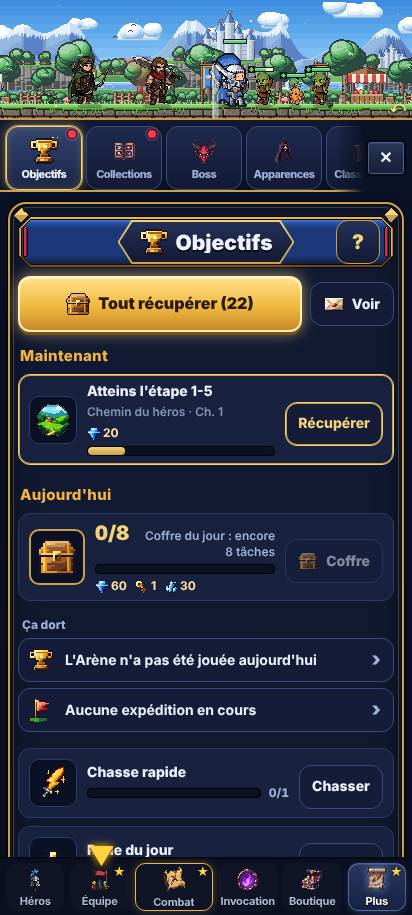 Objectifs
Collections
Boss
Apparences
Class
×
Objectifs
?
Tout récupérer (22)
Voir
Maintenant
Atteins l'étape 1-5
Chemin du héros · Ch. 1
20
Récupérer
Aujourd'hui
0/8
Coffre du jour : encore
8 tâches
60 1 30
Coffre
Ça dort
L'Arène n'a pas été jouée aujourd'hui
Aucune expédition en cours
Chasse rapide
0/1
Chasser
du jour
Héros
Équipe
Combat
Invocation
Boutique
Plus